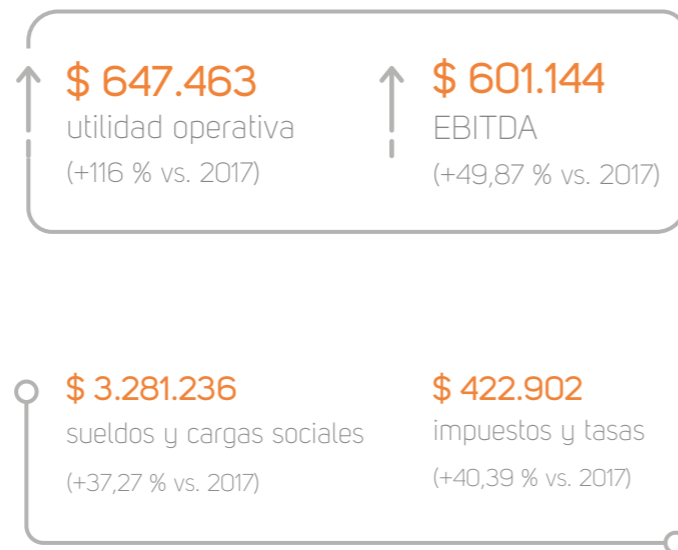 $ 647.463
utilidad operativa
(+116 % vs. 2017)
$ 601.144
EBITDA
(+49,87 % vs. 2017)
$ 3.281.236
sueldos y cargas sociales
(+37,27 % vs. 2017)
$ 422.902
impuestos y tasas
(+40,39 % vs. 2017)